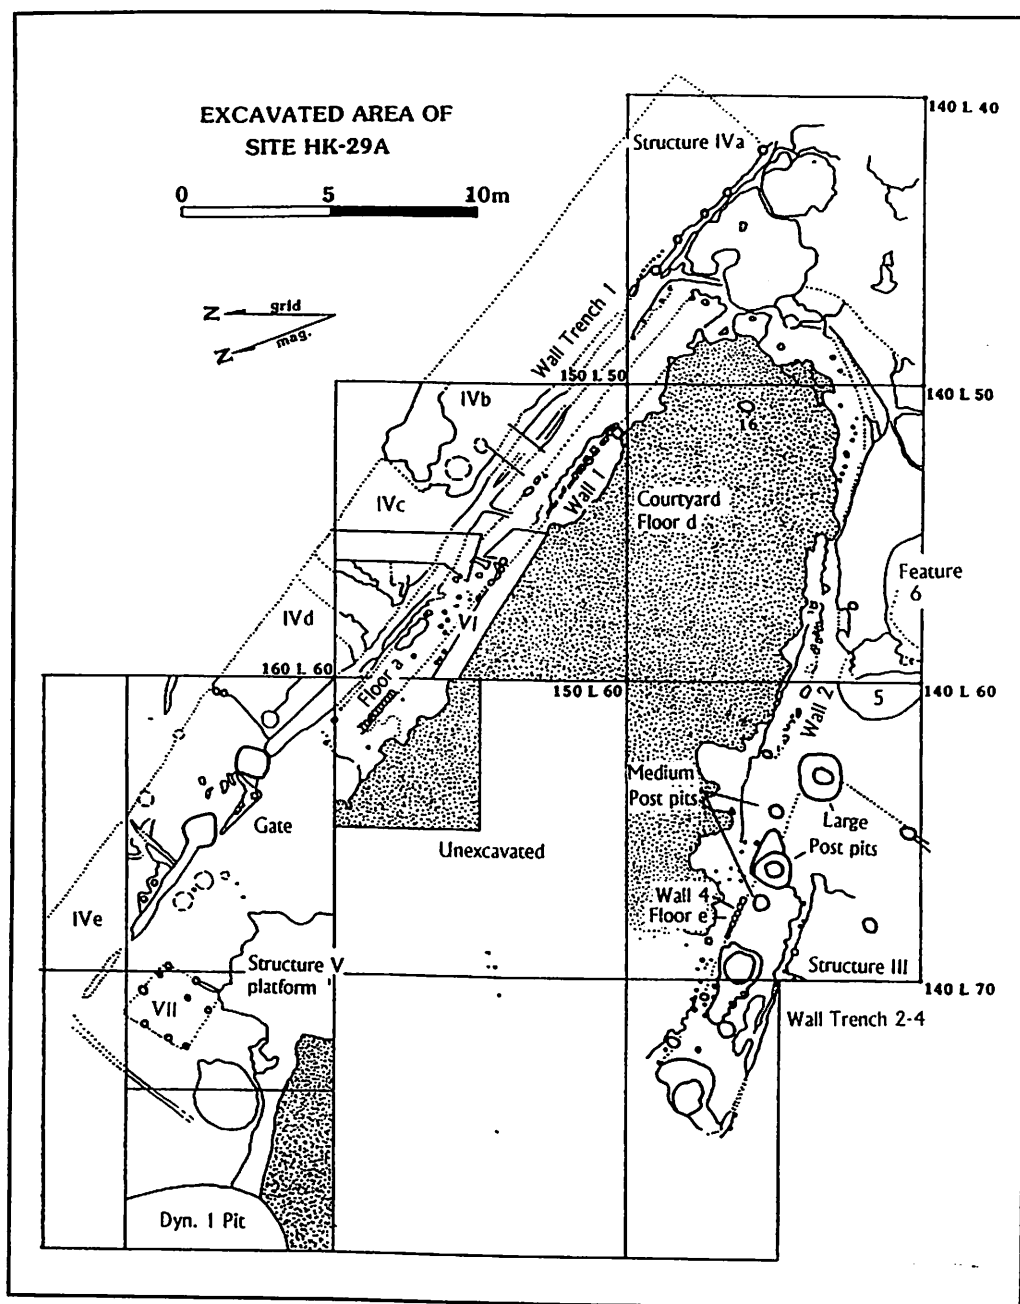 EXCAVATED AREA OF
SITE HK-29A
0 5 10m
N grid
N mag.
140 L 40
Structure IVa
Wall Trench 1
150 L 50
140 L 50
IVb
16
IVc
Wall 1
Courtyard
Floor d
Feature
6
IVd
VI
160 L 60
Floor a
150 L 60
5
140 L 60
Wall 2
Medium
Post pits
Large
Post pits
Gate
Unexcavated
Wall 4
Floor e
IVe
Structure V
platform
Structure III
140 L 70
VII
Wall Trench 2-4
Dyn. 1 Pit